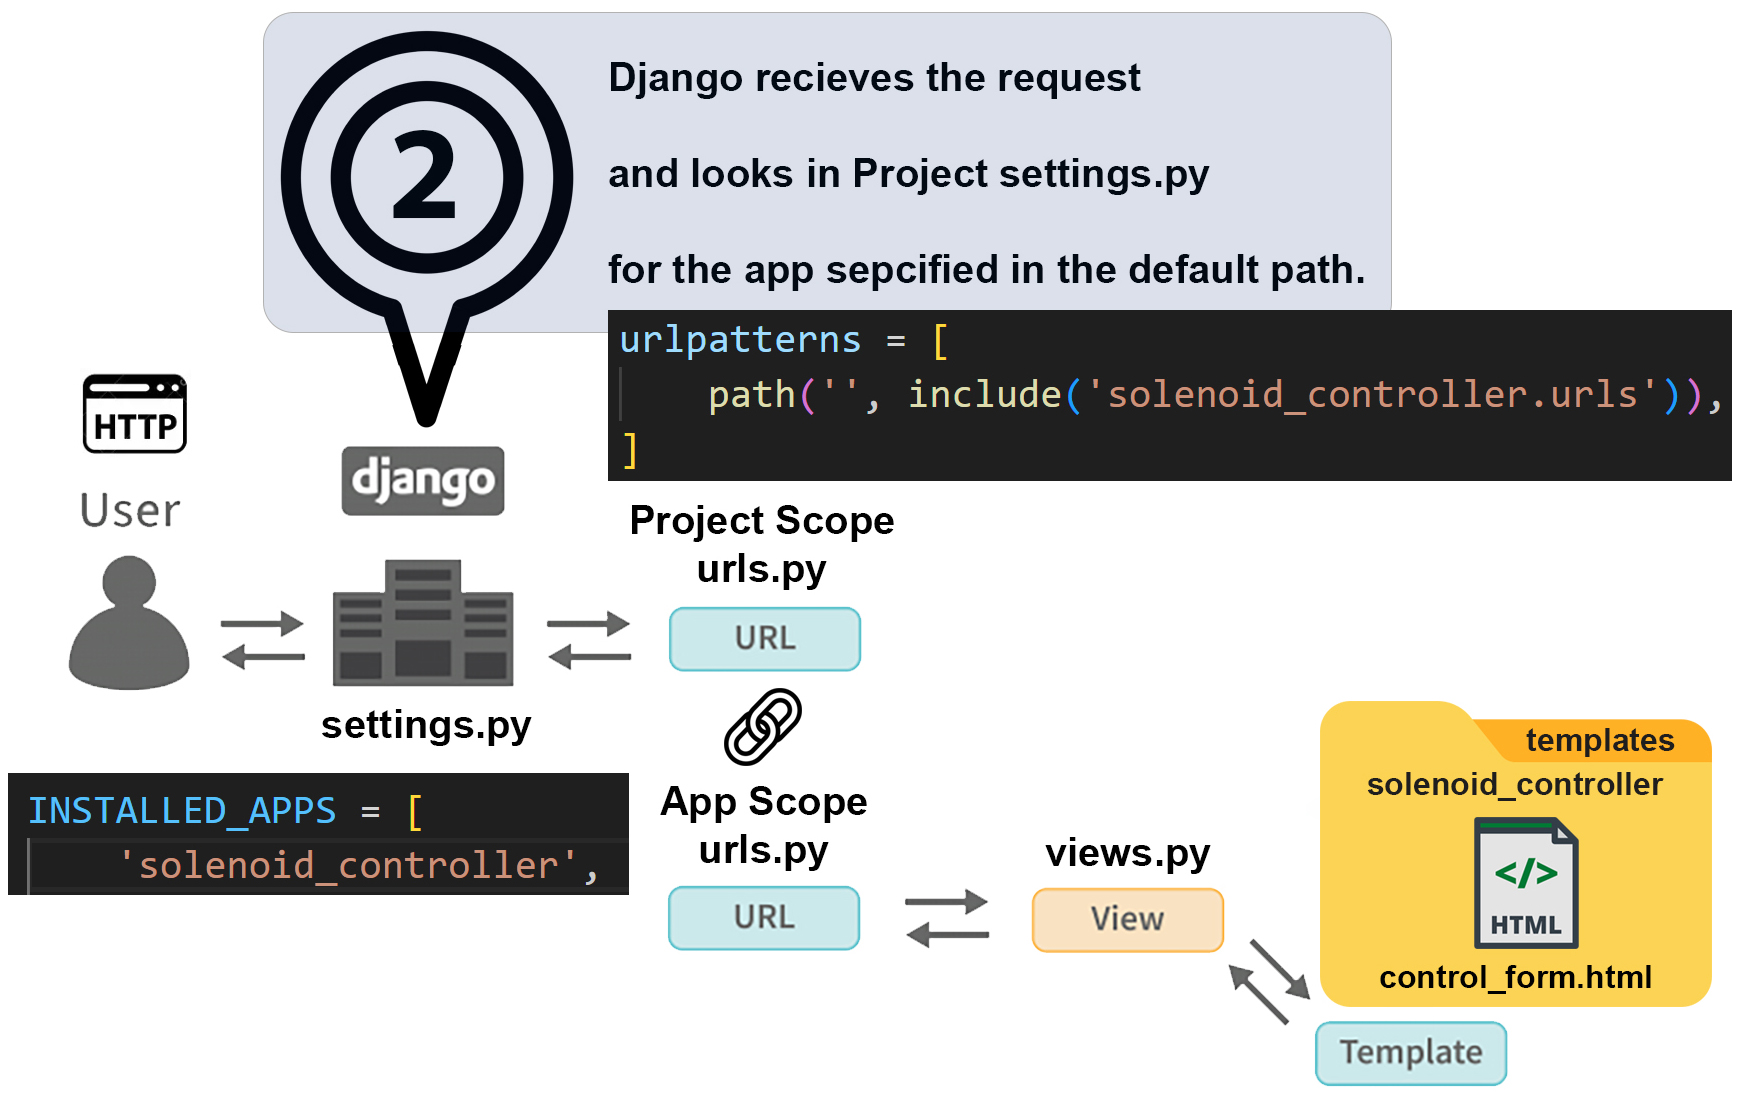 2
Django recieves the request
and looks in Project settings.py
for the app sepcified in the default path.
urlpatterns = [
    path('', include('solenoid_controller.urls')),
]
HTTP
User
django
settings.py
INSTALLED_APPS = [
    'solenoid_controller',
Project Scope
urls.py
URL
App Scope
urls.py
URL
views.py
View
templates
solenoid_controller
</>
HTML
control_form.html
Template